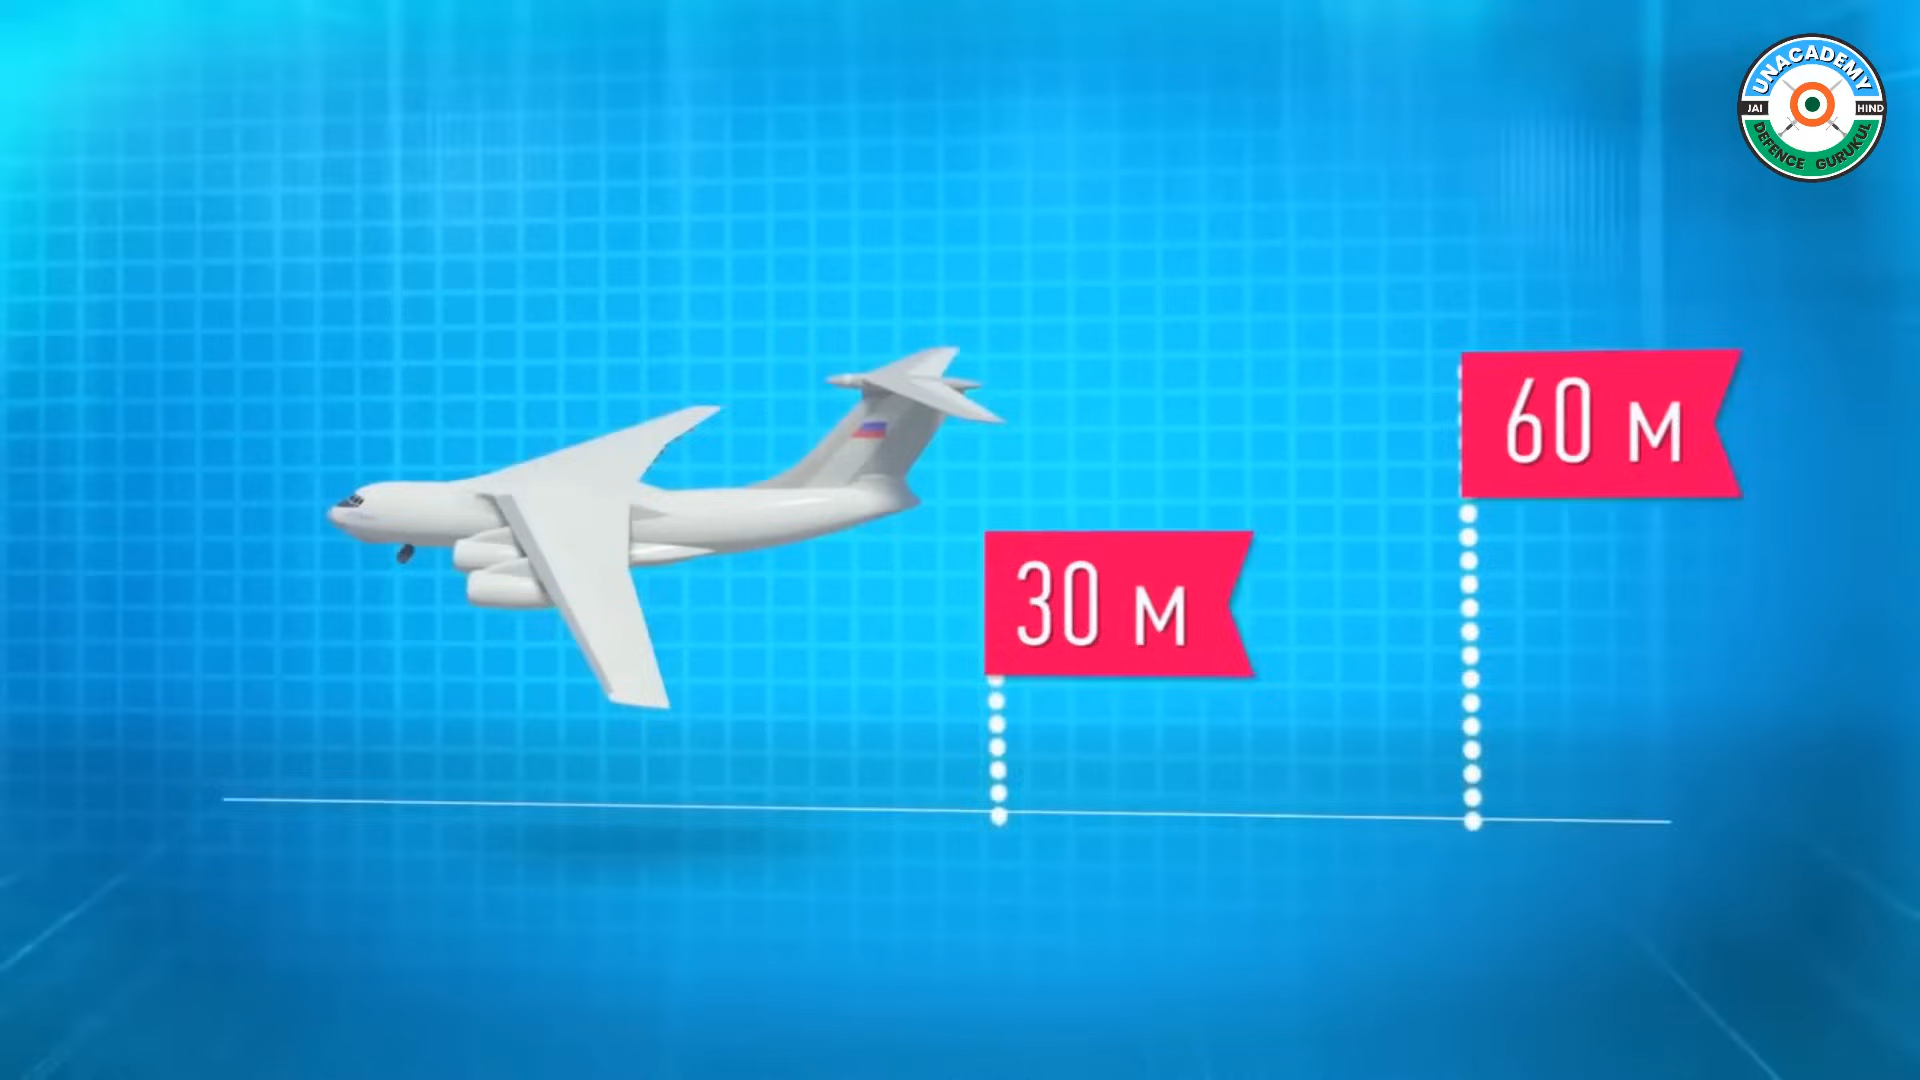 UNACADEMY
JAI HIND
DEFENCE GURUKUL
60 м
30 м